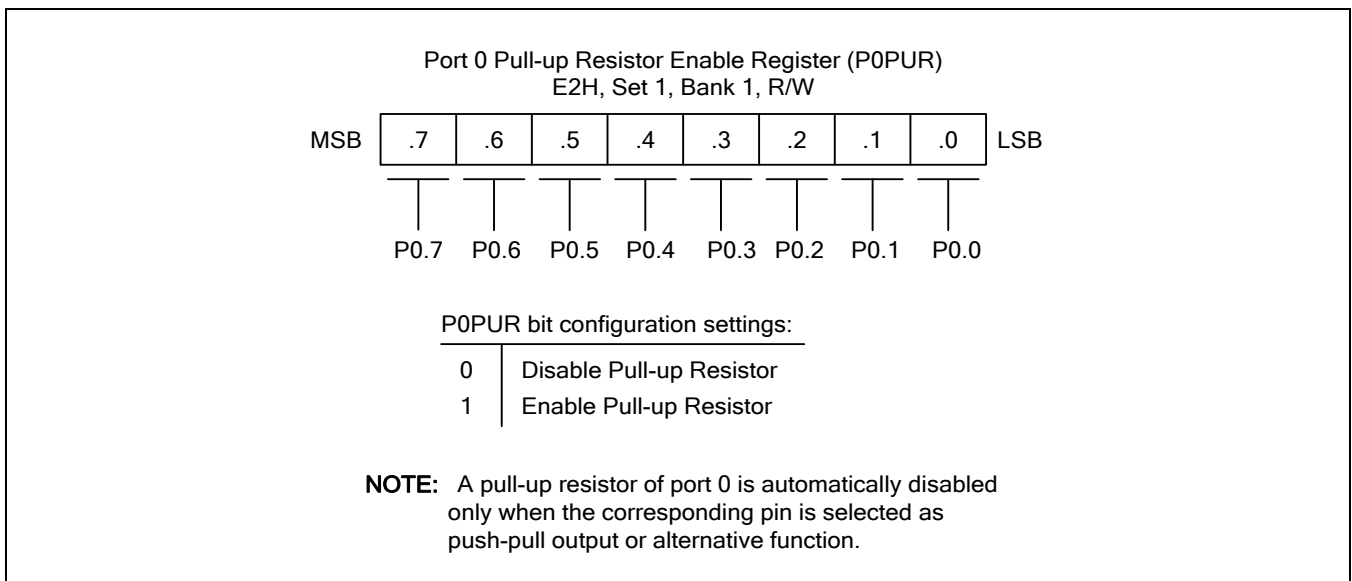 Port 0 Pull-up Resistor Enable Register (P0PUR)
E2H, Set 1, Bank 1, R/W
MSB .7 .6 .5 .4 .3 .2 .1 .0 LSB
P0.7 P0.6 P0.5 P0.4 P0.3 P0.2 P0.1 P0.0
P0PUR bit configuration settings:
0 Disable Pull-up Resistor
1 Enable Pull-up Resistor
NOTE: A pull-up resistor of port 0 is automatically disabled
only when the corresponding pin is selected as
push-pull output or alternative function.